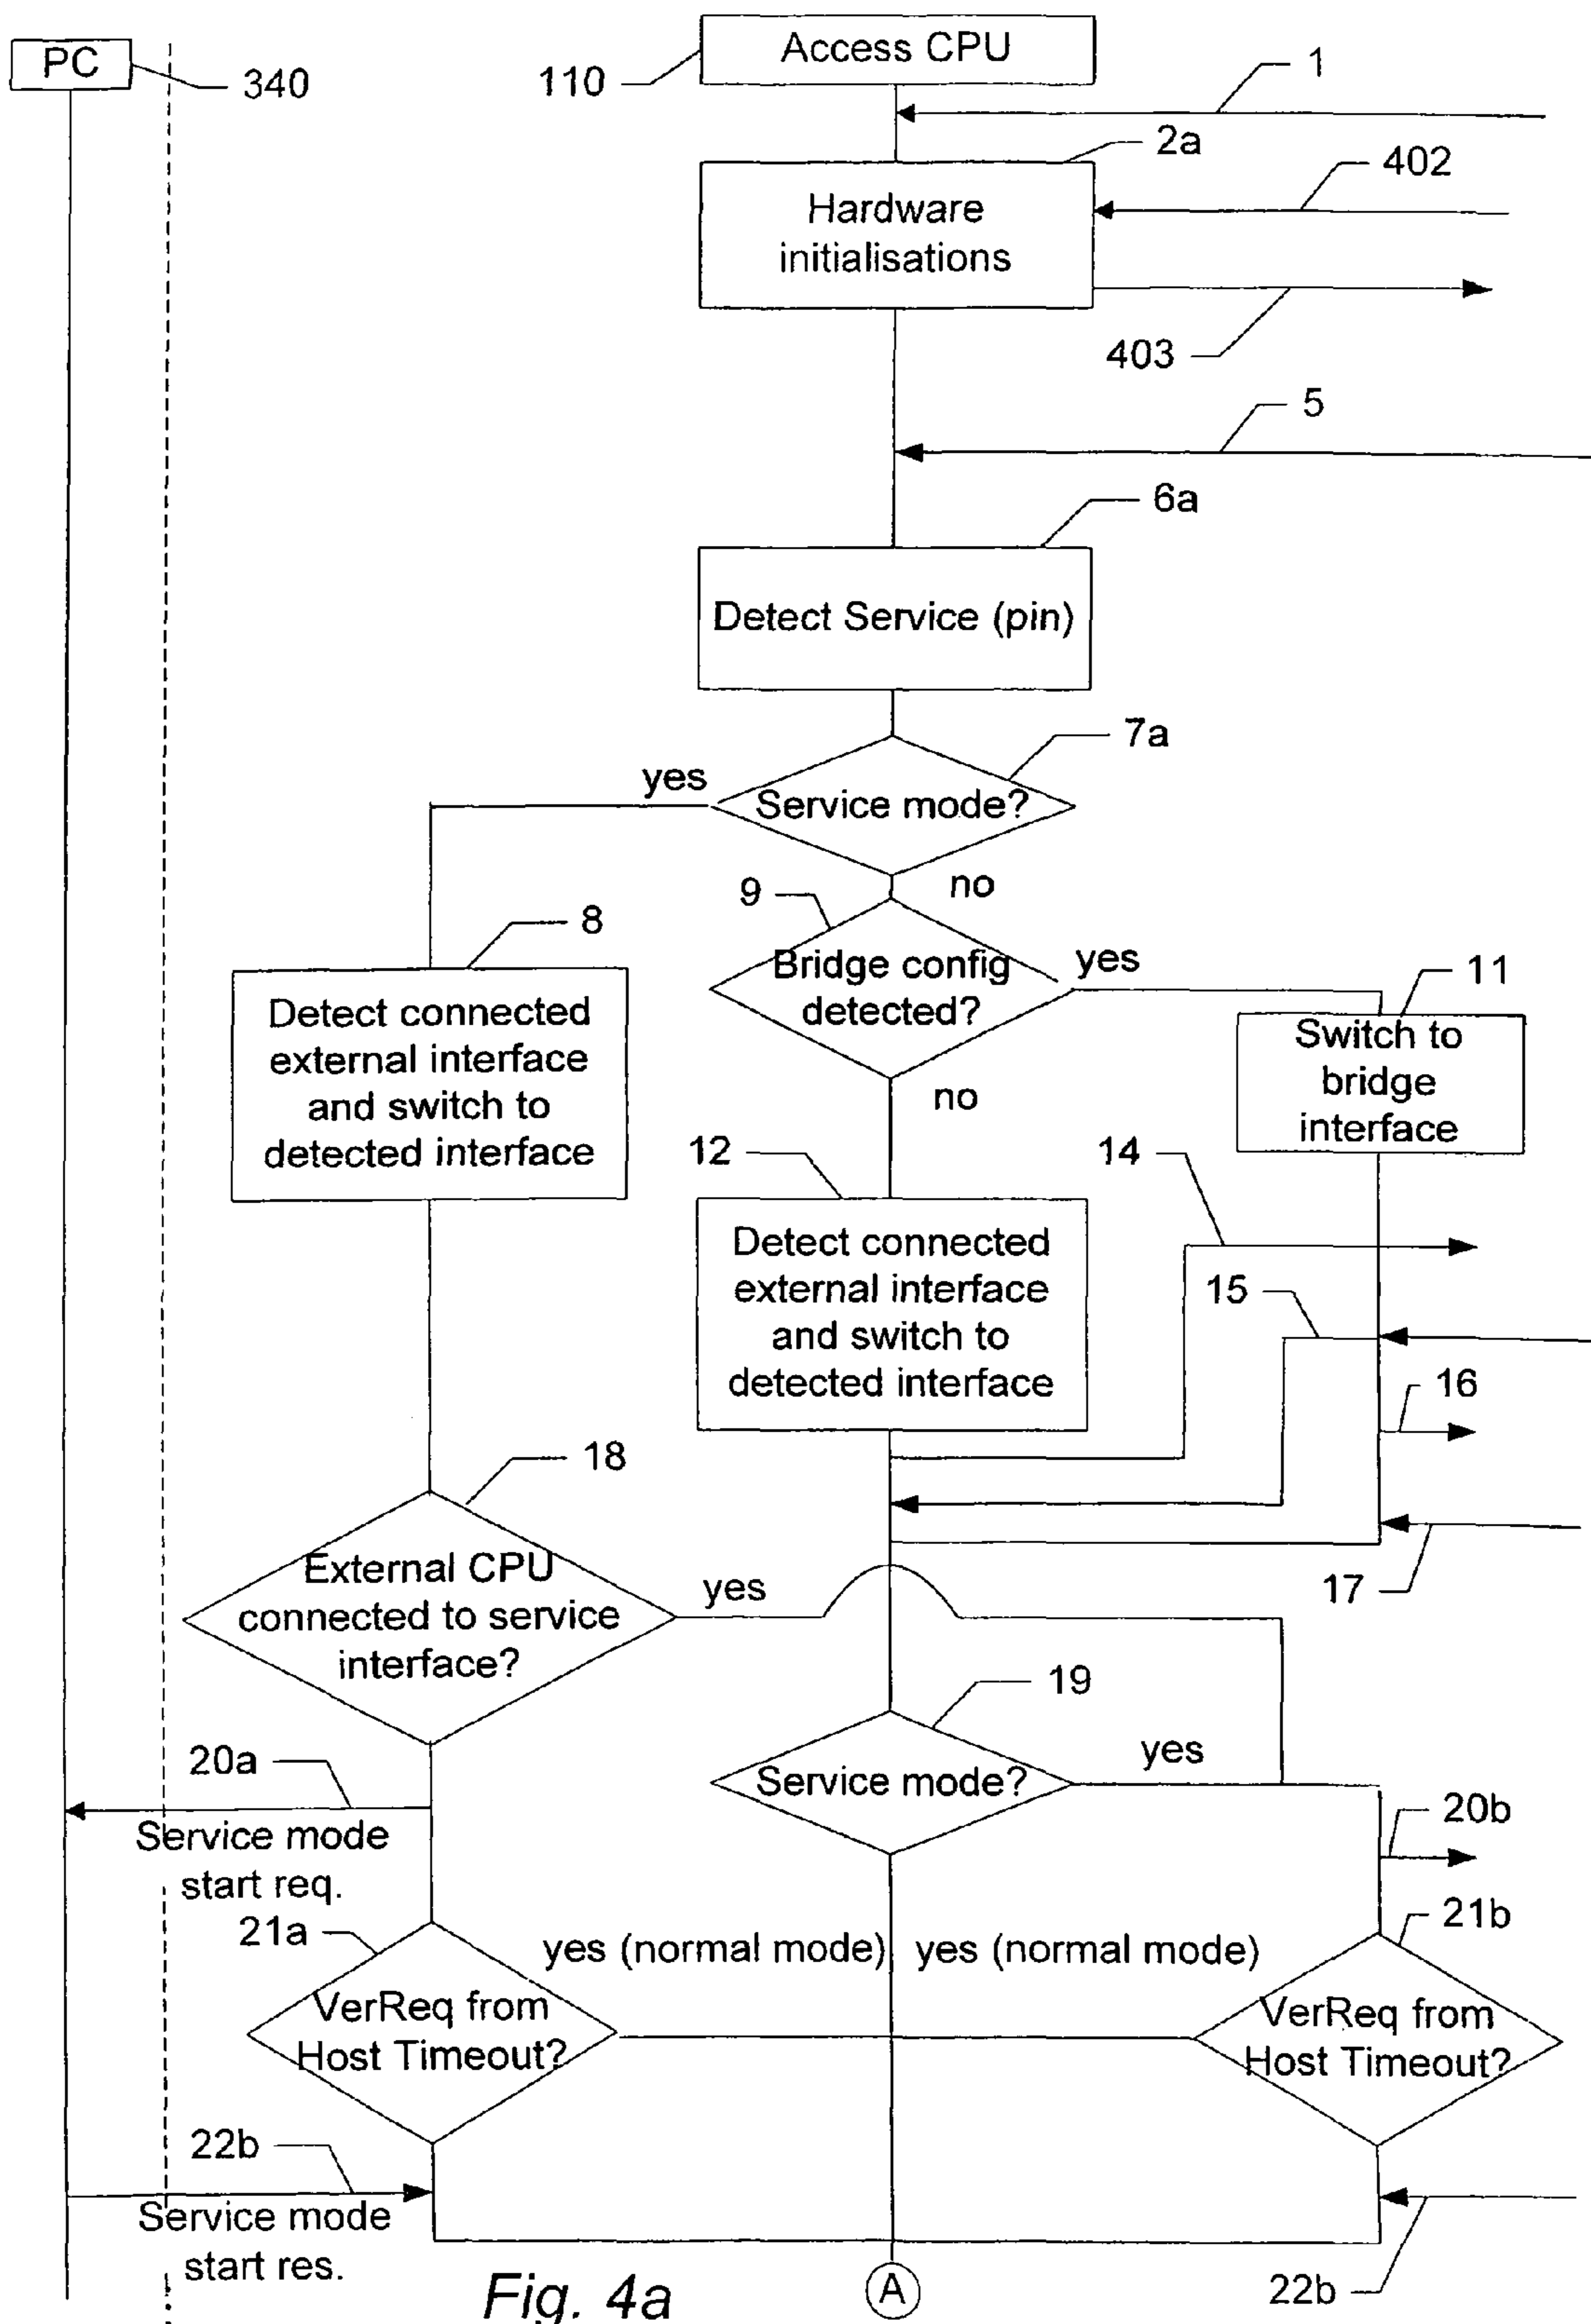 PC
340
Access CPU
110
1
2a
402
Hardware
initialisations
403
5
6a
Detect Service (pin)
7a
yes
Service mode?
no
9
8
Bridge config
detected?
yes
11
Detect connected
external interface
and switch to
detected interface
Switch to
bridge
interface
no
12
14
Detect connected
external interface
and switch to
detected interface
15
16
18
External CPU
connected to service
interface?
yes
17
19
20a
Service mode?
yes
20b
Service mode
start req.
21a
yes (normal mode)
yes (normal mode)
21b
VerReq from
Host Timeout?
VerReq from
Host Timeout?
22b
Service mode
start res.
Fig. 4a
A
22b